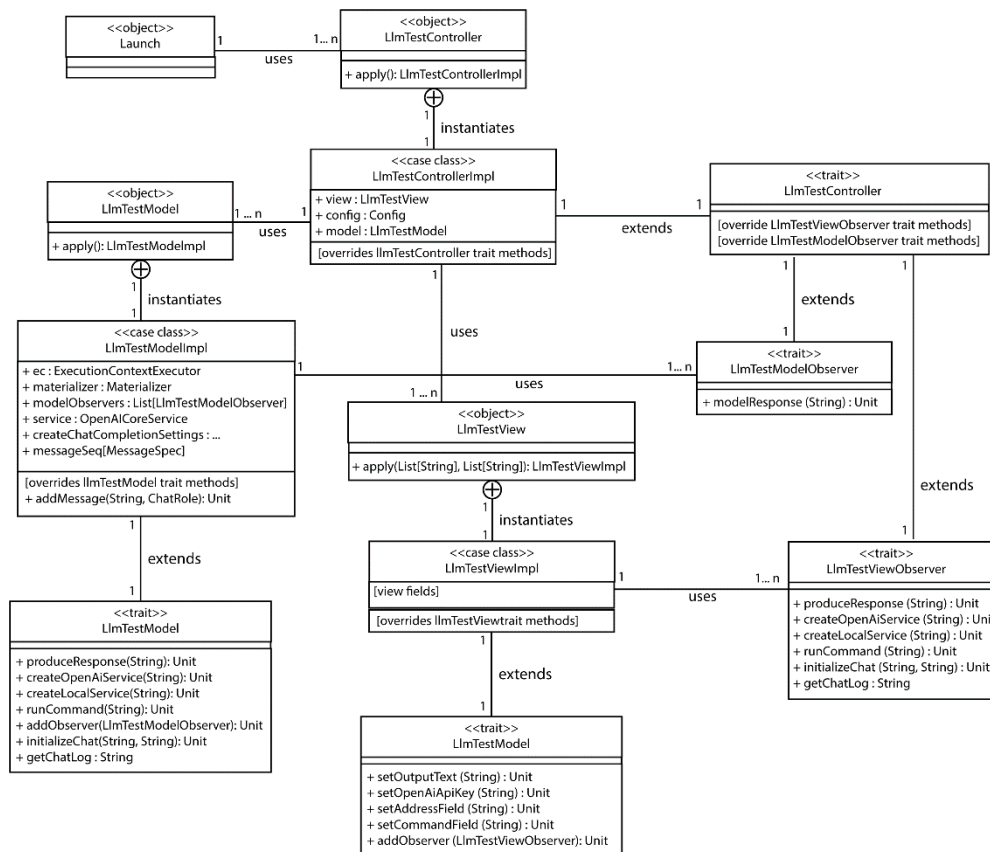 <<object>>
Launch
1
1... n
uses
<<object>>
LlmTestController
+ apply(): LlmTestControllerImpl
1
instantiates
1
<<case class>>
LlmTestControllerImpl
+ view : LlmTestView
+ config : Config
+ model : LlmTestModel
[overrides llmTestController trait methods]
<<object>>
LlmTestModel
+ apply(): LlmTestModelImpl
1 ... n
1
uses
1
1
extends
<<trait>>
LlmTestController
[override LlmTestViewObserver trait methods]
[override LlmTestModelObserver trait methods]
1
instantiates
1
1
uses
1... n
1
extends
1
1
extends
1
<<case class>>
LlmTestModelImpl
+ ec : ExecutionContextExecutor
+ materializer : Materializer
+ modelObservers : List[LlmTestModelObserver]
+ service : OpenAICoreService
+ createChatCompletionSettings : ...
+ messageSeq[MessageSpec]
[overrides llmTestModel trait methods]
+ addMessage(String, ChatRole): Unit
1
1... n
uses
<<trait>>
LlmTestModelObserver
+ modelResponse (String) : Unit
<<object>>
LlmTestView
+ apply(List[String], List[String]): LlmTestViewImpl
1
instantiates
1
<<case class>>
LlmTestViewImpl
[view fields]
[overrides llmTestViewtrait methods]
1
1... n
uses
<<trait>>
LlmTestViewObserver
+ produceResponse (String) : Unit
+ createOpenAiService (String) : Unit
+ createLocalService (String) : Unit
+ runCommand (String) : Unit
+ initializeChat (String, String) : Unit
+ getChatLog : String
1
extends
1
<<trait>>
LlmTestModel
+ produceResponse(String): Unit
+ createOpenAiService(String): Unit
+ createLocalService(String): Unit
+ runCommand(String): Unit
+ addObserver(LlmTestModelObserver): Unit
+ initializeChat(String, String): Unit
+ getChatLog : String
1
extends
1
<<trait>>
LlmTestModel
+ setOutputText (String) : Unit
+ setOpenAiApiKey (String) : Unit
+ setAddressField (String) : Unit
+ setCommandField (String) : Unit
+ addObserver (LlmTestViewObserver): Unit